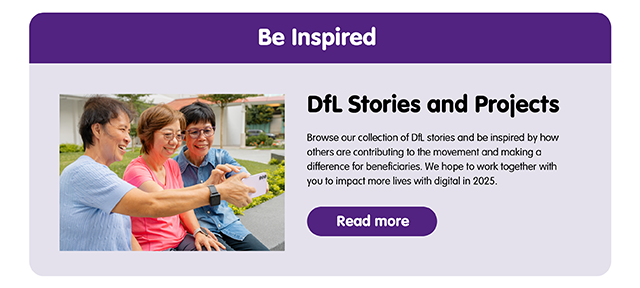 Be Inspired
DfL Stories and Projects
Browse our collection of DfL stories and be inspired by how
others are contributing to the movement and making a
difference for beneficiaries. We hope to work together with
you to impact more lives with digital in 2025.
Read more